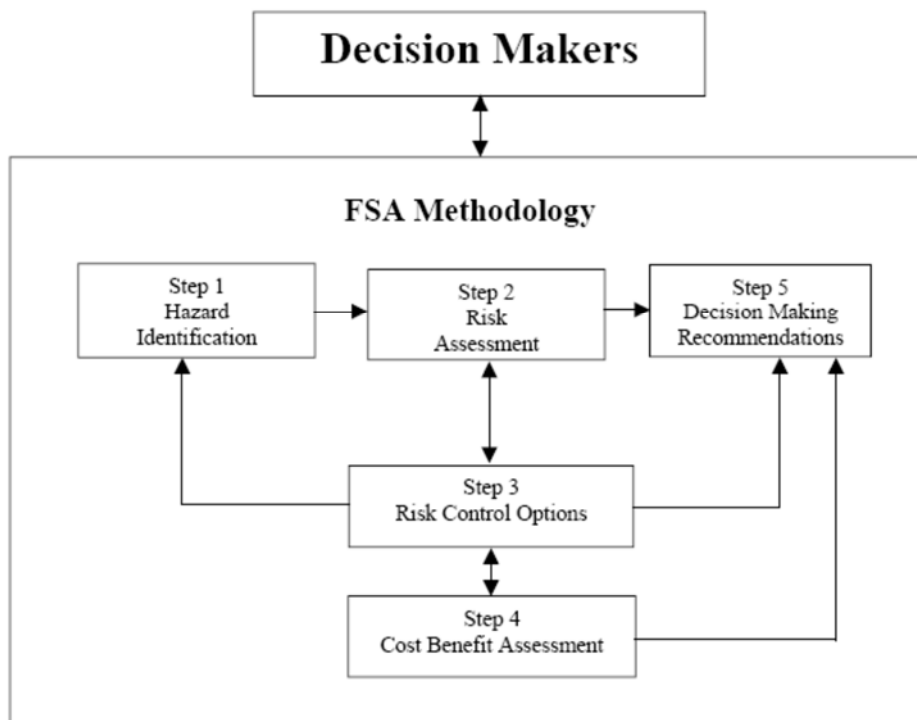 Decision Makers
FSA Methodology
Step 1
Hazard
Identification
Step 2
Risk
Assessment
Step 5
Decision Making
Recommendations
Step 3
Risk Control Options
Step 4
Cost Benefit Assessment